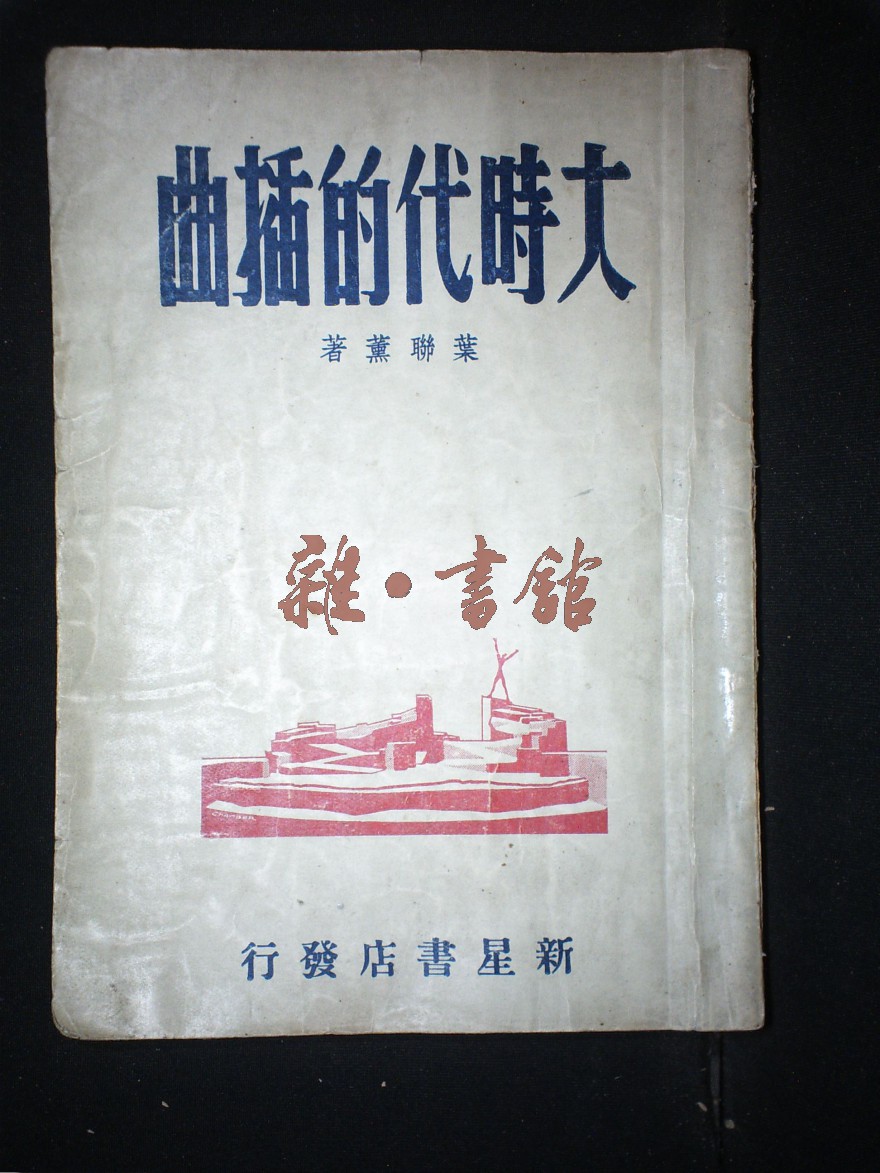 大時代的插曲
葉聯薰著
雜·書館
新星書店發行